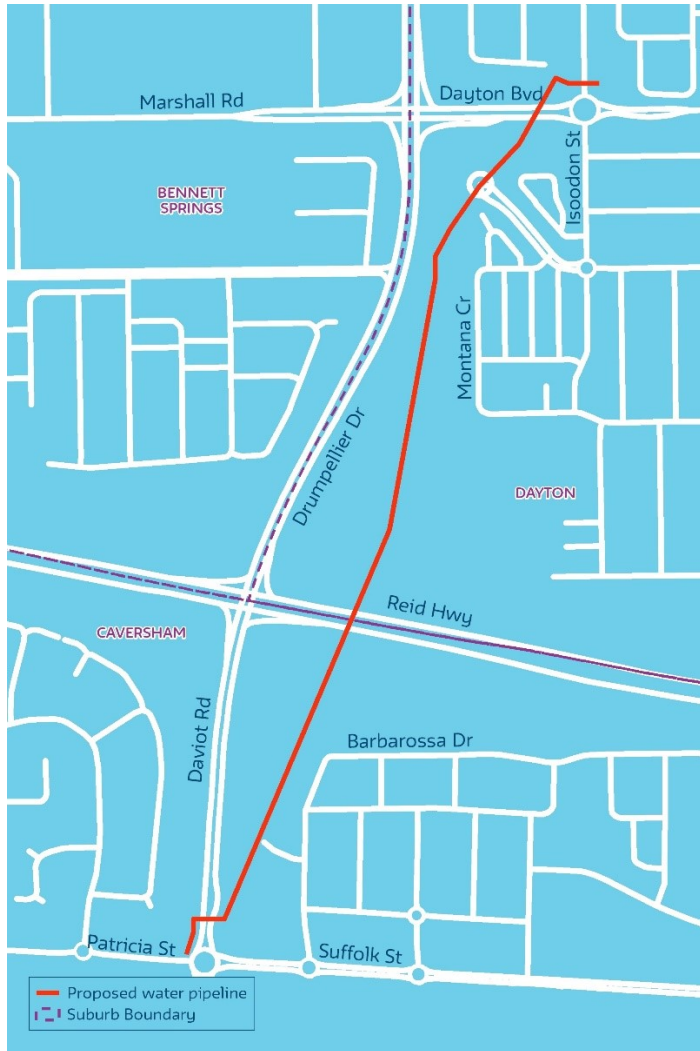 Marshall Rd
Dayton Bvd
Isoodon St
BENNETT
SPRINGS
Montana Cr
Drumpellier Dr
DAYTON
Reid Hwy
CAVERSHAM
Daviot Rd
Barbarossa Dr
Patricia St
Suffolk St
Proposed water pipeline
Suburb Boundary